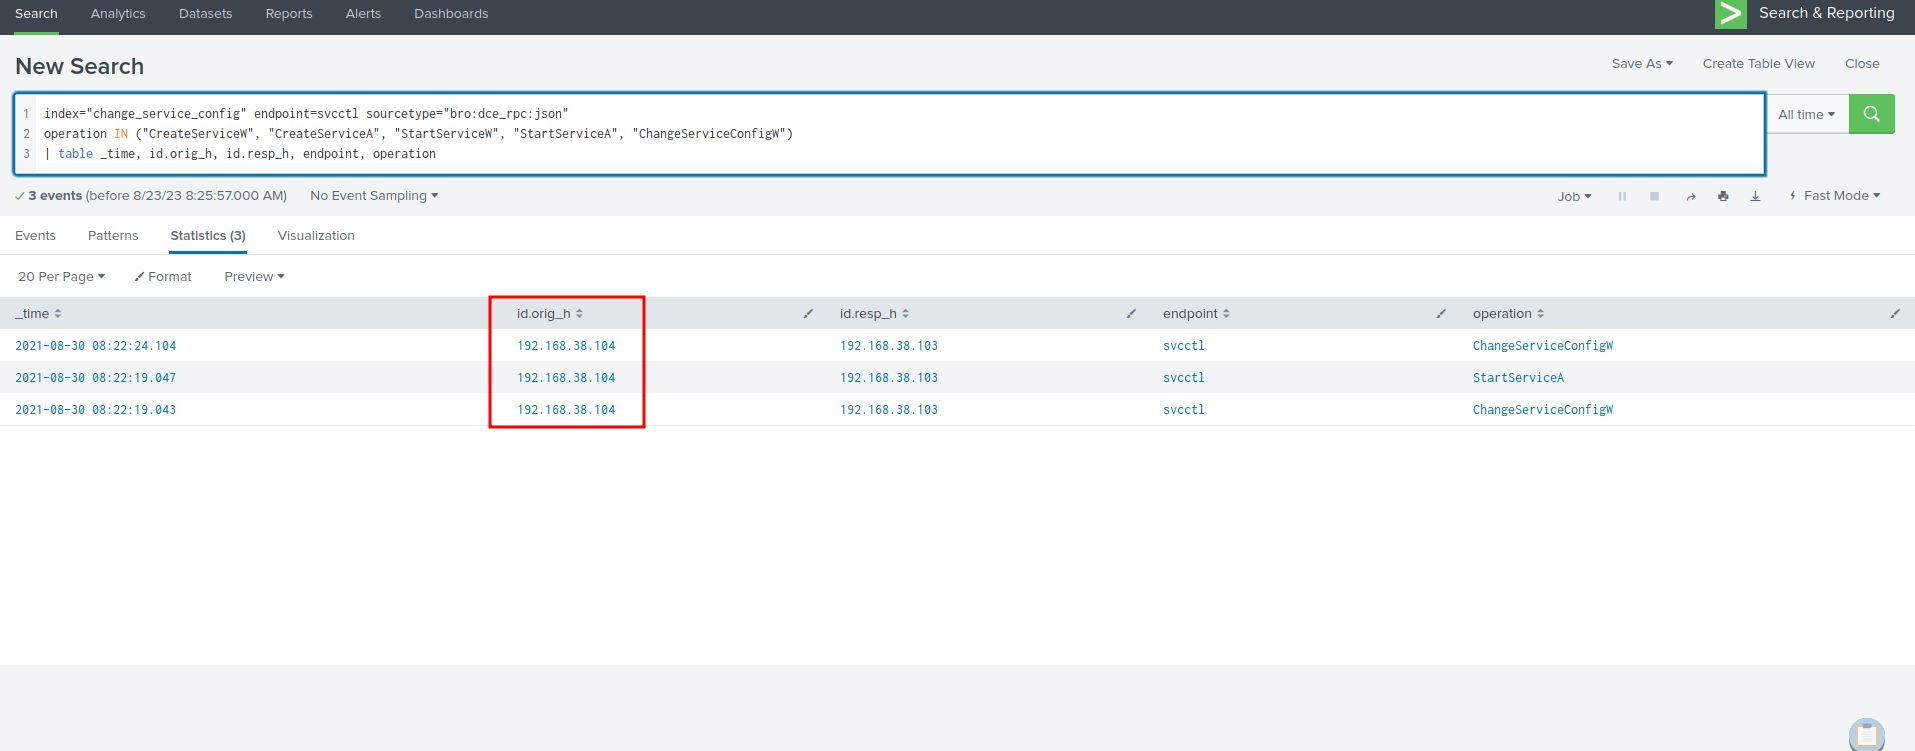 Search Analytics Datasets Reports Alerts Dashboards Search & Reporting
New Search
Save As Create Table View Close
1 index="change_service_config" endpoint=svcctl sourcetype="bro:dce_rpc:json"
2 operation IN ("CreateServiceW", "CreateServiceA", "StartServiceW", "StartServiceA", "ChangeServiceConfigW")
3 | table _time, id.orig_h, id.resp_h, endpoint, operation
All time
3 events (before 8/23/23 8:25:57.000 AM) No Event Sampling Job Fast Mode
Events Patterns Statistics (3) Visualization
20 Per Page Format Preview
_time id.orig_h id.resp_h endpoint operation
2021-08-30 08:22:24.104 192.168.38.104 192.168.38.103 svcctl ChangeServiceConfigW
2021-08-30 08:22:19.047 192.168.38.104 192.168.38.103 svcctl StartServiceA
2021-08-30 08:22:19.043 192.168.38.104 192.168.38.103 svcctl ChangeServiceConfigW